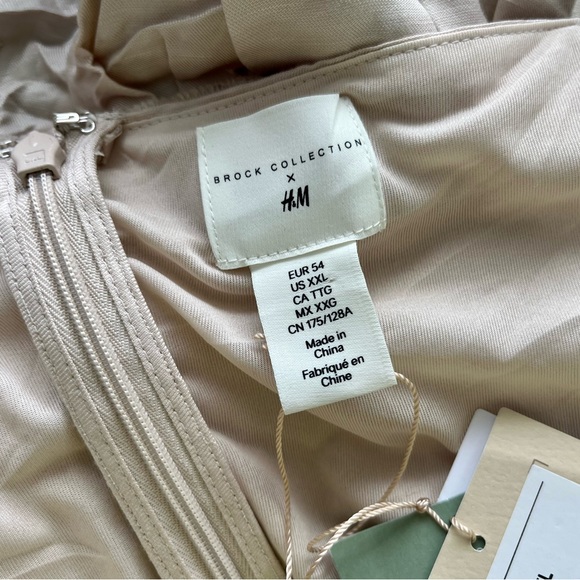 BROCK COLLECTION
X
H&M
EUR 54
US XXL
CA TTG
MX XXG
CN 175/128A
Made in
China
Fabriqué en
Chine